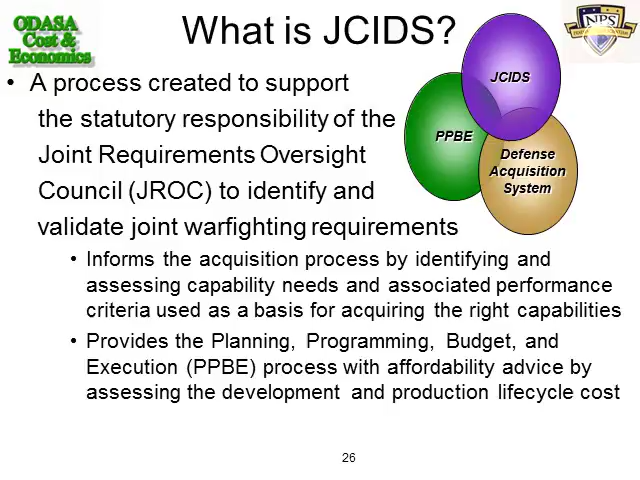 ODASA
Cost &
Economics
What is JCIDS?
NPS
• A process created to support
the statutory responsibility of the
Joint Requirements Oversight
Council (JROC) to identify and
validate joint warfighting requirements
JCIDS
PPBE
Defense
Acquisition
System
• Informs the acquisition process by identifying and
assessing capability needs and associated performance
criteria used as a basis for acquiring the right capabilities
• Provides the Planning, Programming, Budget, and
Execution (PPBE) process with affordability advice by
assessing the development and production lifecycle cost
26